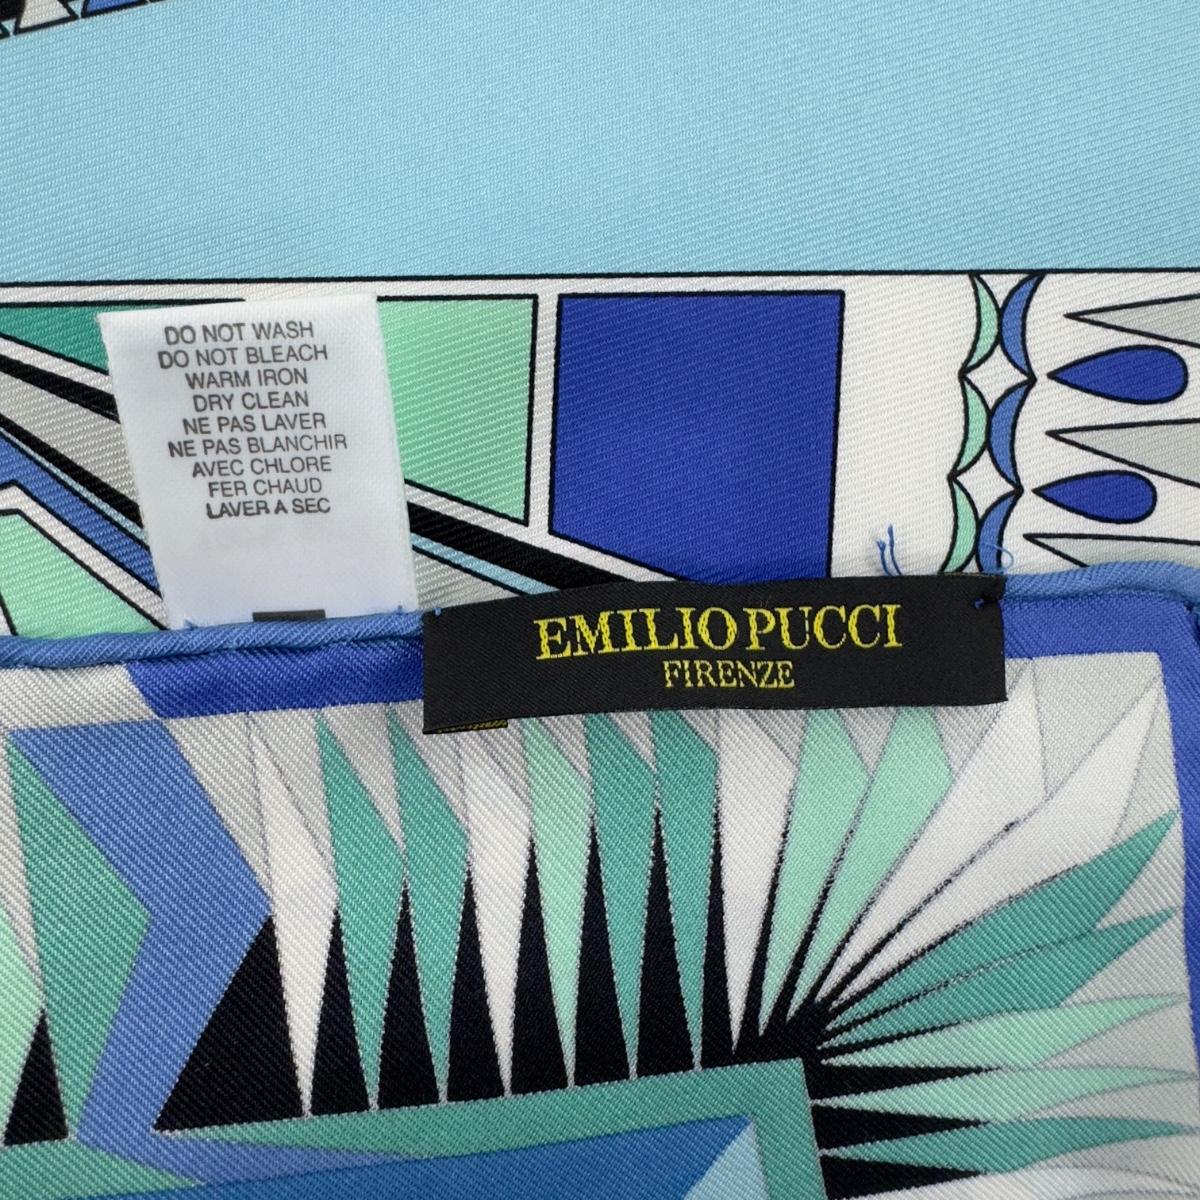 DO NOT WASH
DO NOT BLEACH
WARM IRON
DRY CLEAN
NE PAS LAVER
NE PAS BLANCHIR
AVEC CHLORE
FER CHAUD
LAVER A SEC
EMILIO PUCCI
FIRENZE